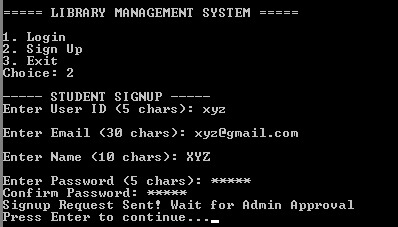 ===== LIBRARY MANAGEMENT SYSTEM =====
1. Login
2. Sign Up
3. Exit
Choice: 2
----- STUDENT SIGNUP -----
Enter User ID (5 chars): xyz
Enter Email (30 chars): xyz@gmail.com
Enter Name (10 chars): XYZ
Enter Password (5 chars): *****
Confirm Password: *****
Signup Request Sent! Wait for Admin Approval
Press Enter to continue..._